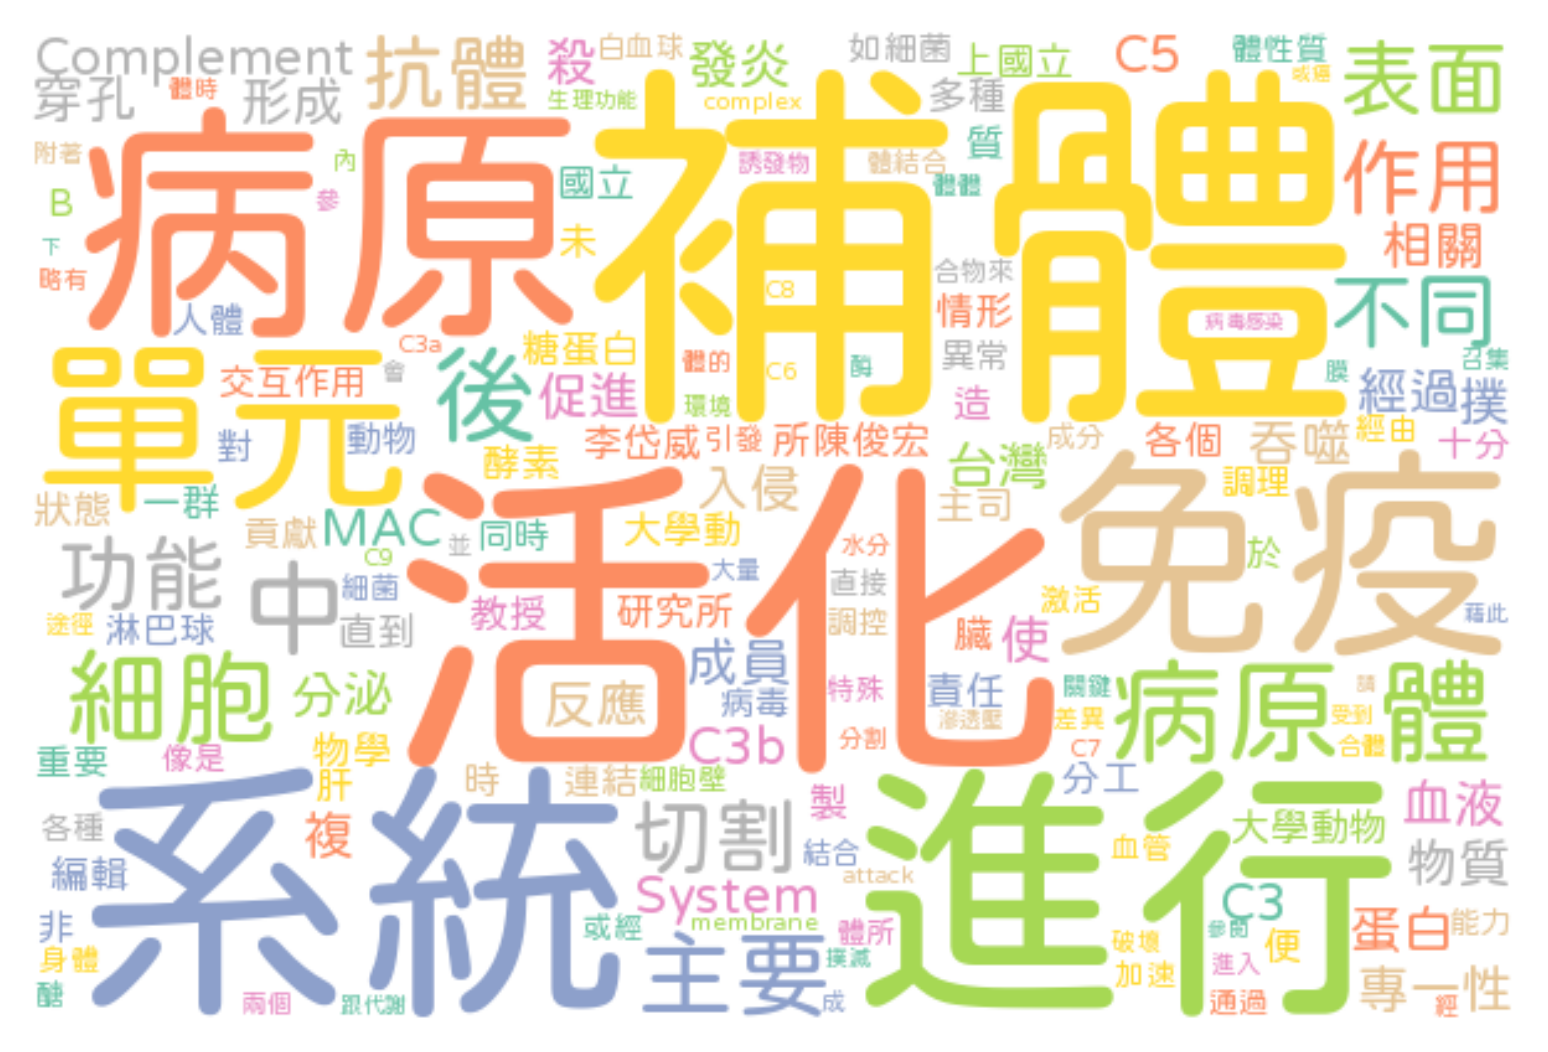 Complement
抗體
殺
白血球
發炎
如細菌
上國立
C5
體性質
表面
穿孔
體時
形成
生理功能
complex
多種
或癌
附著
內
病原
補體
誘發物
體結合
質
作用
B
參
國立
體體
下
未
相關
略有
人體
C8
合物來
情形
不同
病毒感染
C3a
糖蛋白
體的
C6
酶
異常
召集
單元
交互作用
會
後
促進
環境
造
膜
經過
撲
對
動物
李岱威
引發
所陳俊宏
成分
各個
吞噬
經由
十分
酵素
台灣
調理
狀態
一群
入侵
主司
活化
免疫
貢獻
MAC
並
同時
大學動
水分
於
功能
中
C9
細菌
大量
直接
激活
途徑
淋巴球
直到
教授
研究所
調控
臟
使
藉此
細胞
分泌
成員
反應
病毒
特殊
責任
關鍵
病原體
請
滲透壓
差異
受到
重要
像是
物學
C3b
分割
C7
合體
肝
時
連結
細胞壁
分工
系統
進行
製
血液
各種
複
切割
大學動物
編輯
結合
血管
物質
attack
System
C3
非
或經
membrane
體所
破壞
便
蛋白
能力
身體
主要
撲滅
加速
進入
專一性
醣
兩個
跟代謝
成
通過
經